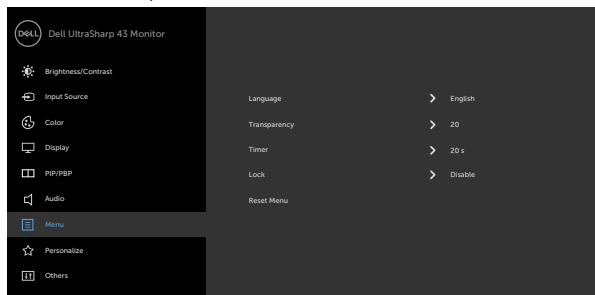 DELL Dell UltraSharp 43 Monitor
Brightness/Contrast
Input Source
Color
Display
PIP/PBP
Audio
Menu
Personalize
Others
Language English
Transparency 20
Timer 20 s
Lock Disable
Reset Menu